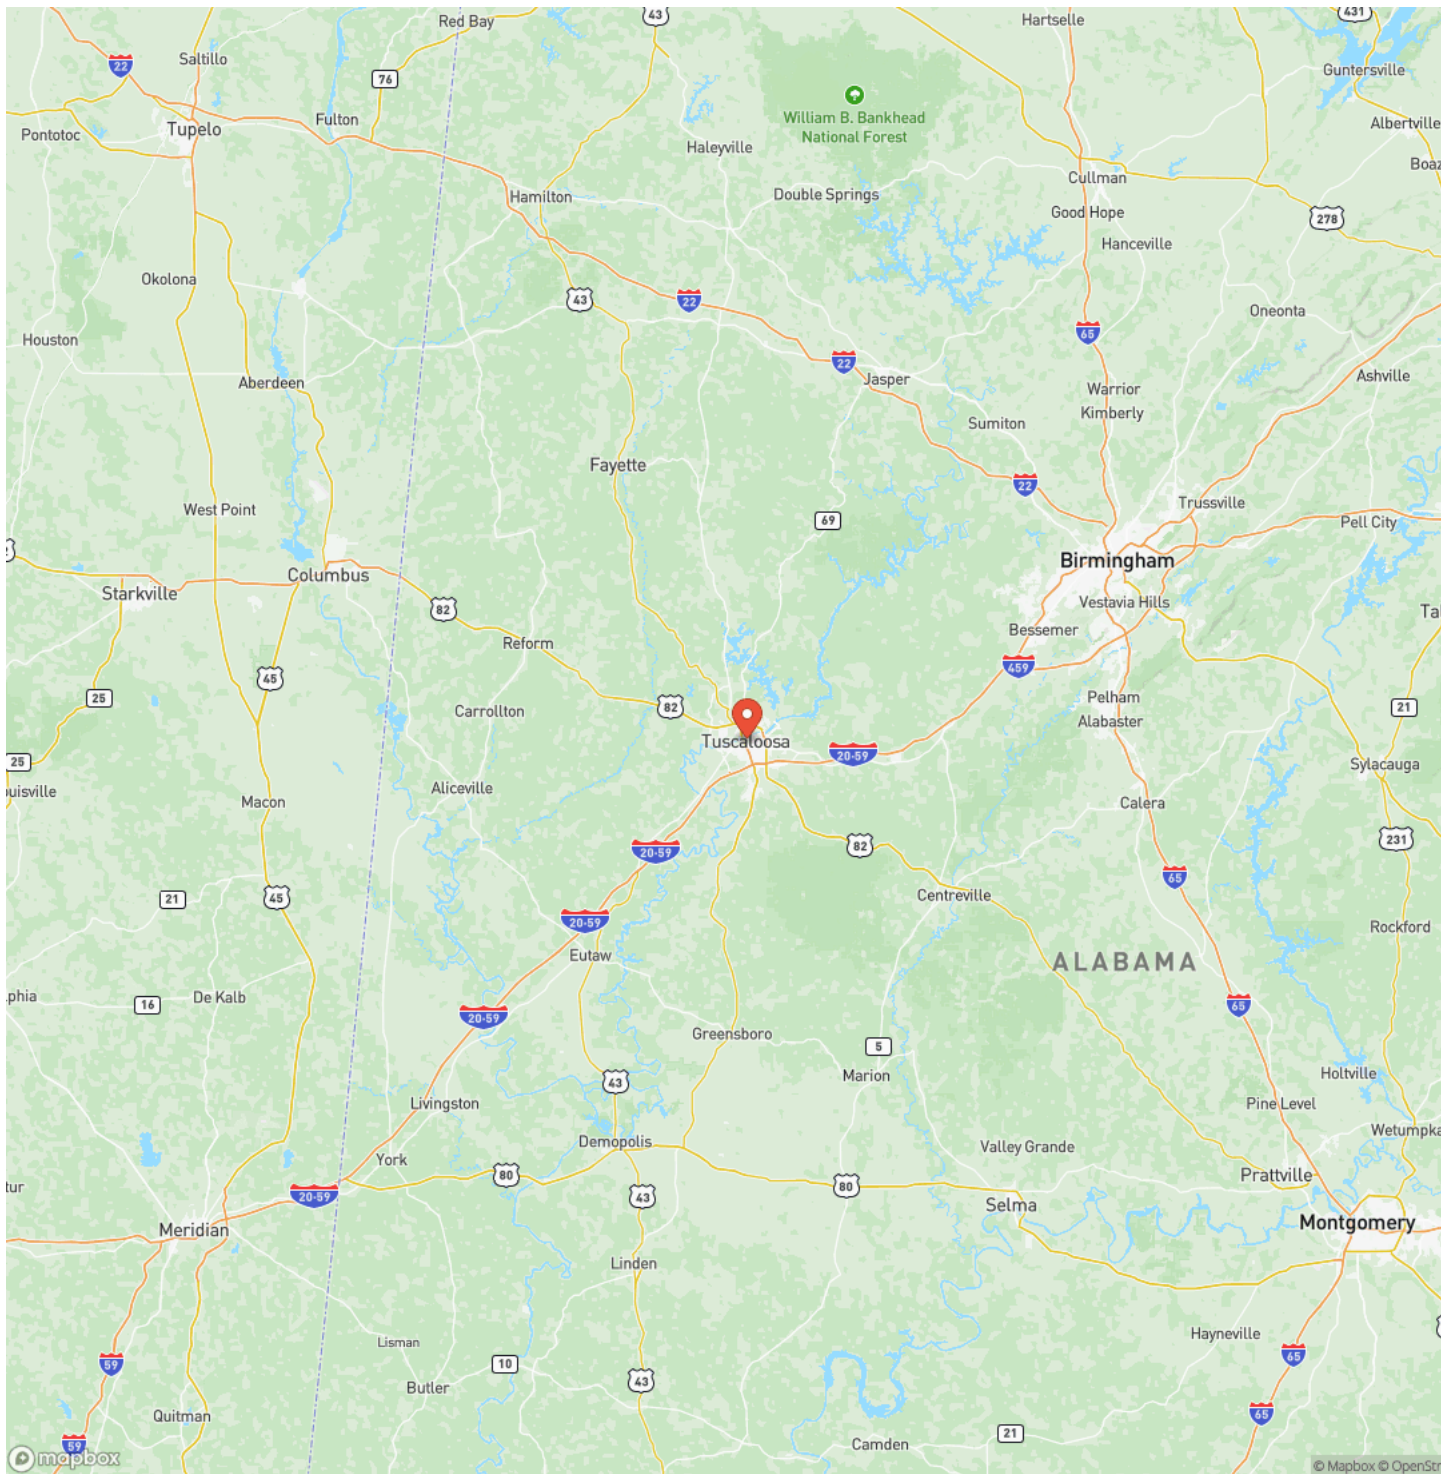 43
431
Red Bay
Hartselle
22
Saltillo
76
Guntersville
Pontotoc
Tupelo
Fulton
William B. Bankhead
National Forest
Albertville
Haleyville
Boaz
Cullman
Hamilton
Double Springs
Good Hope
278
Hanceville
Okolona
43
22
Oneonta
65
Houston
22
Jasper
Ashville
Aberdeen
Warrior
Kimberly
Sumiton
Fayette
22
West Point
Trussville
69
Pell City
Birmingham
Columbus
Starkville
82
Vestavia Hills
Bessemer
Reform
459
45
25
Pelham
82
Carrollton
21
Alabaster
Tuscaloosa
20-59
25
Sylacauga
ouisville
Aliceville
Macon
Calera
231
82
20-59
65
21
45
Centreville
20-59
Rockford
Eutaw
ALABAMA
phia
16
De Kalb
65
20-59
Greensboro
5
Marion
Holtville
43
Livingston
Pine Level
Wetumpka
Demopolis
Valley Grande
York
80
Prattville
tur
20-59
43
80
Selma
Meridian
Montgomery
Linden
Hayneville
Lisman
59
10
65
43
Butler
65
Quitman
21
59
Camden
mapbox
© Mapbox © OpenStr